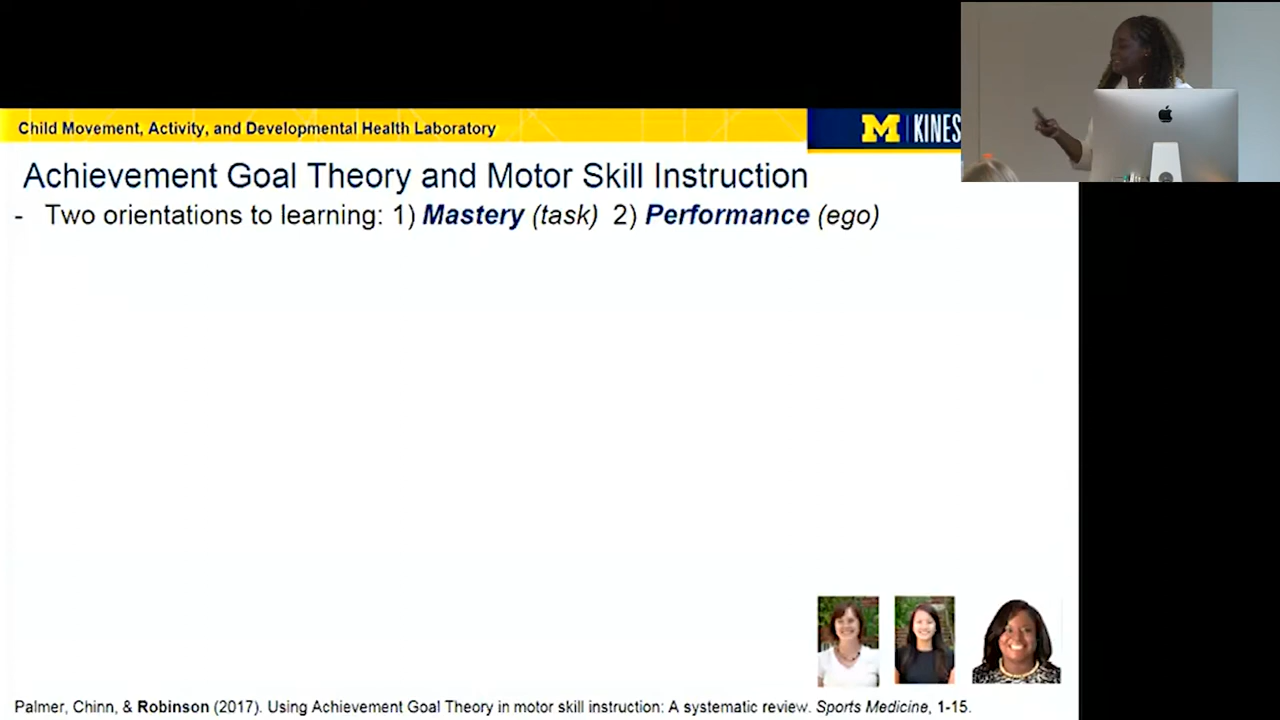 Child Movement, Activity, and Developmental Health Laboratory
M | KINES
Achievement Goal Theory and Motor Skill Instruction
- Two orientations to learning: 1) Mastery (task) 2) Performance (ego)
Palmer, Chinn, & Robinson (2017). Using Achievement Goal Theory in motor skill instruction: A systematic review. Sports Medicine, 1-15.